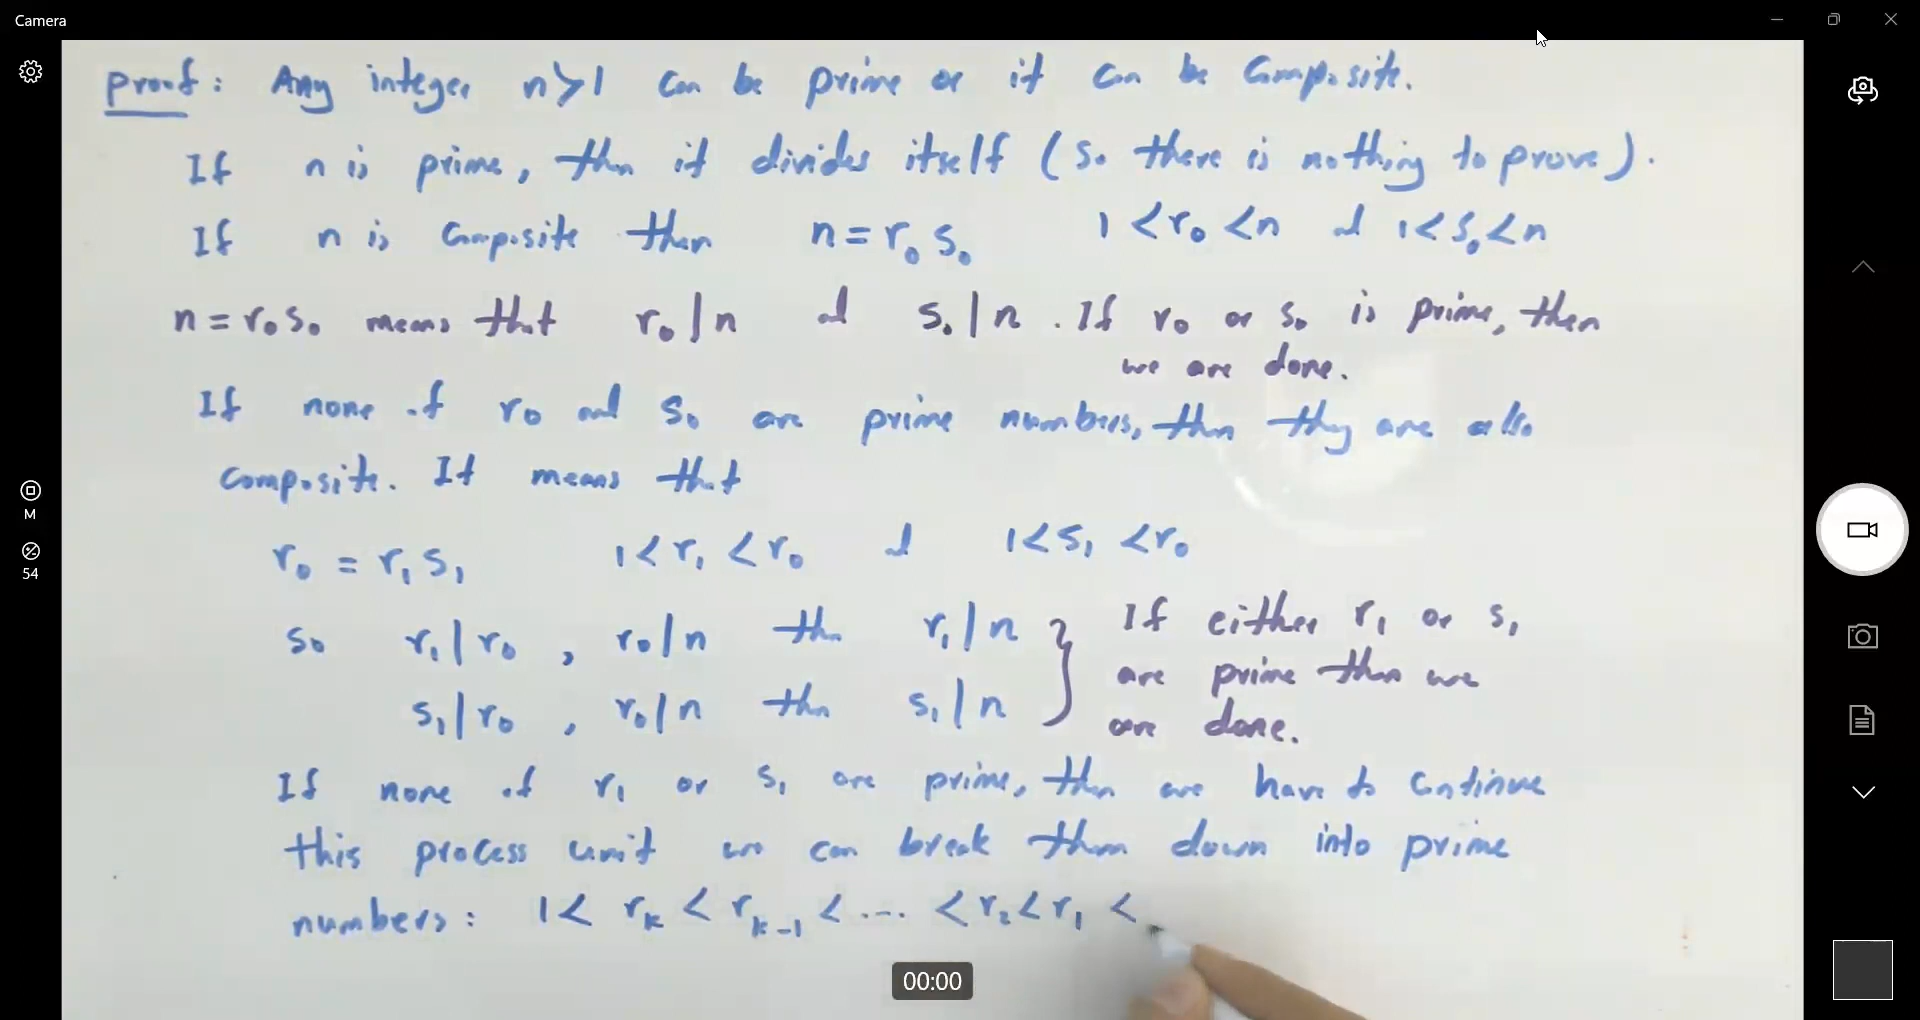 Camera
proof: Any integer n>1 can be prime or it can be composite.
If n is prime, then it divides itself (so there is nothing to prove).
If n is composite then n=r₀s₀ 1<r₀<n and 1<s₀<n
n=r₀s₀ means that r₀|n and s₀|n. If r₀ or s₀ is prime, then
we are done.
If none of r₀ and s₀ are prime numbers, then they are also
composite. It means that
r₀ = r₁s₁ 1<r₁<r₀ and 1<s₁<r₀
so r₁|r₀, r₀|n then r₁|n } If either r₁ or s₁
are prime then we
s₁|r₀, r₀|n then s₁|n
are done.
If none of r₁ or s₁ are prime, then we have to continue
this process unit we can break them down into prime
numbers: 1< rₖ < rₖ₋₁ < ... < r₂ < r₁ <
M
54
00:00